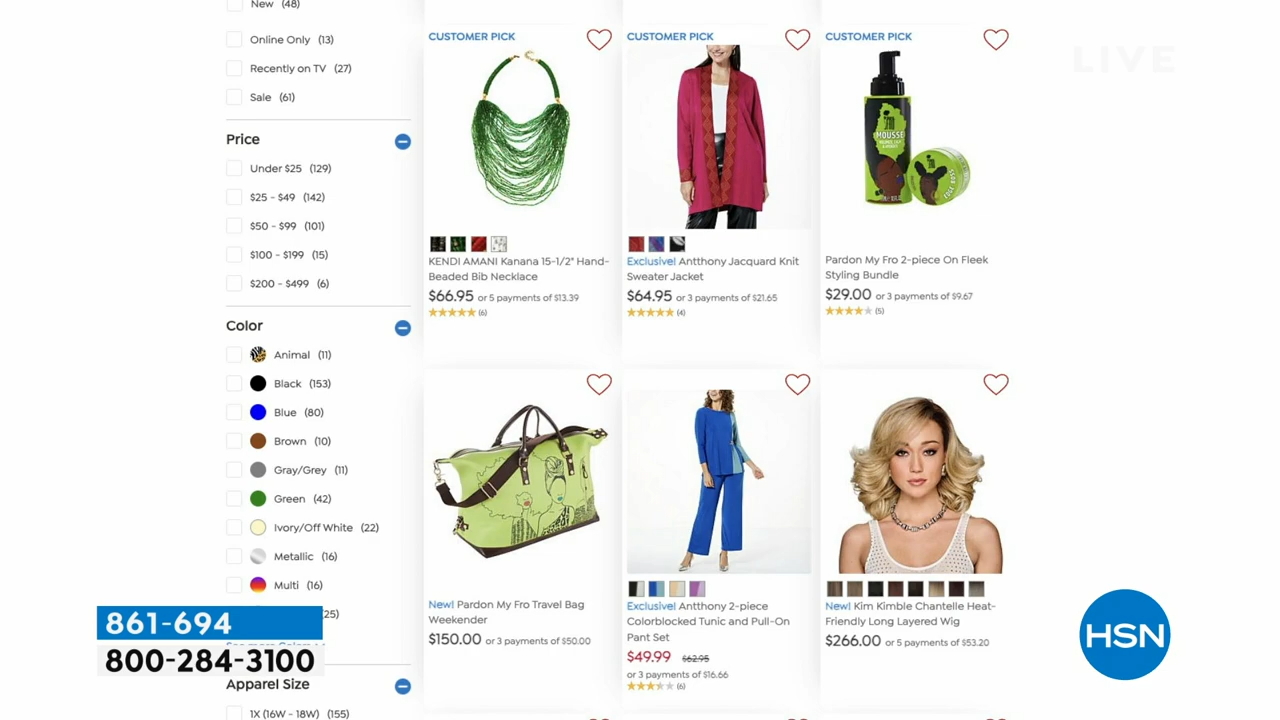 New (48)
Online Only (13)
Recently on TV (27)
Sale (61)
Price
Under $25 (129)
$25 - $49 (142)
$50 - $99 (101)
$100 - $199 (15)
$200 - $499 (6)
Color
Animal (11)
Black (153)
Blue (80)
Brown (10)
Gray/Grey (11)
Green (42)
Ivory/Off White (22)
Metallic (16)
Multi (16)
(25)
Apparel Size
1X (16W - 18W) (155)
CUSTOMER PICK
KENDI AMANI Kanana 15-1/2" Hand-
Beaded Bib Necklace
$66.95 or 5 payments of $13.39
(6)
CUSTOMER PICK
Exclusive! Antthony Jacquard Knit
Sweater Jacket
$64.95 or 3 payments of $21.65
(4)
CUSTOMER PICK
MOUSSE
EDGE BOSS
Pardon My Fro 2-piece On Fleek
Styling Bundle
$29.00 or 3 payments of $9.67
(5)
New! Pardon My Fro Travel Bag
Weekender
$150.00 or 3 payments of $50.00
Exclusive! Antthony 2-piece
Colorblocked Tunic and Pull-On
Pant Set
$49.99 $62.95
or 3 payments of $16.66
(6)
New! Kim Kimble Chantelle Heat-
Friendly Long Layered Wig
$266.00 or 5 payments of $53.20
LIVE
861-694
800-284-3100
HSN